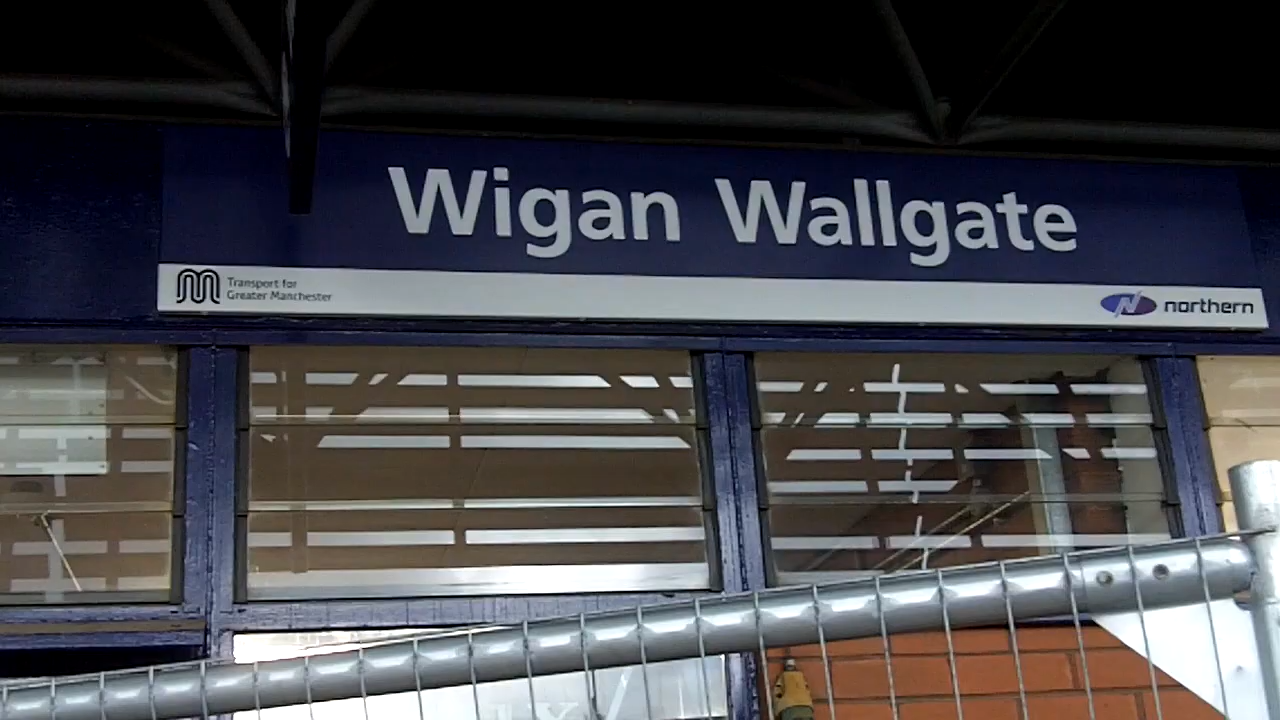 Wigan Wallgate
Transport for
Greater Manchester
northern